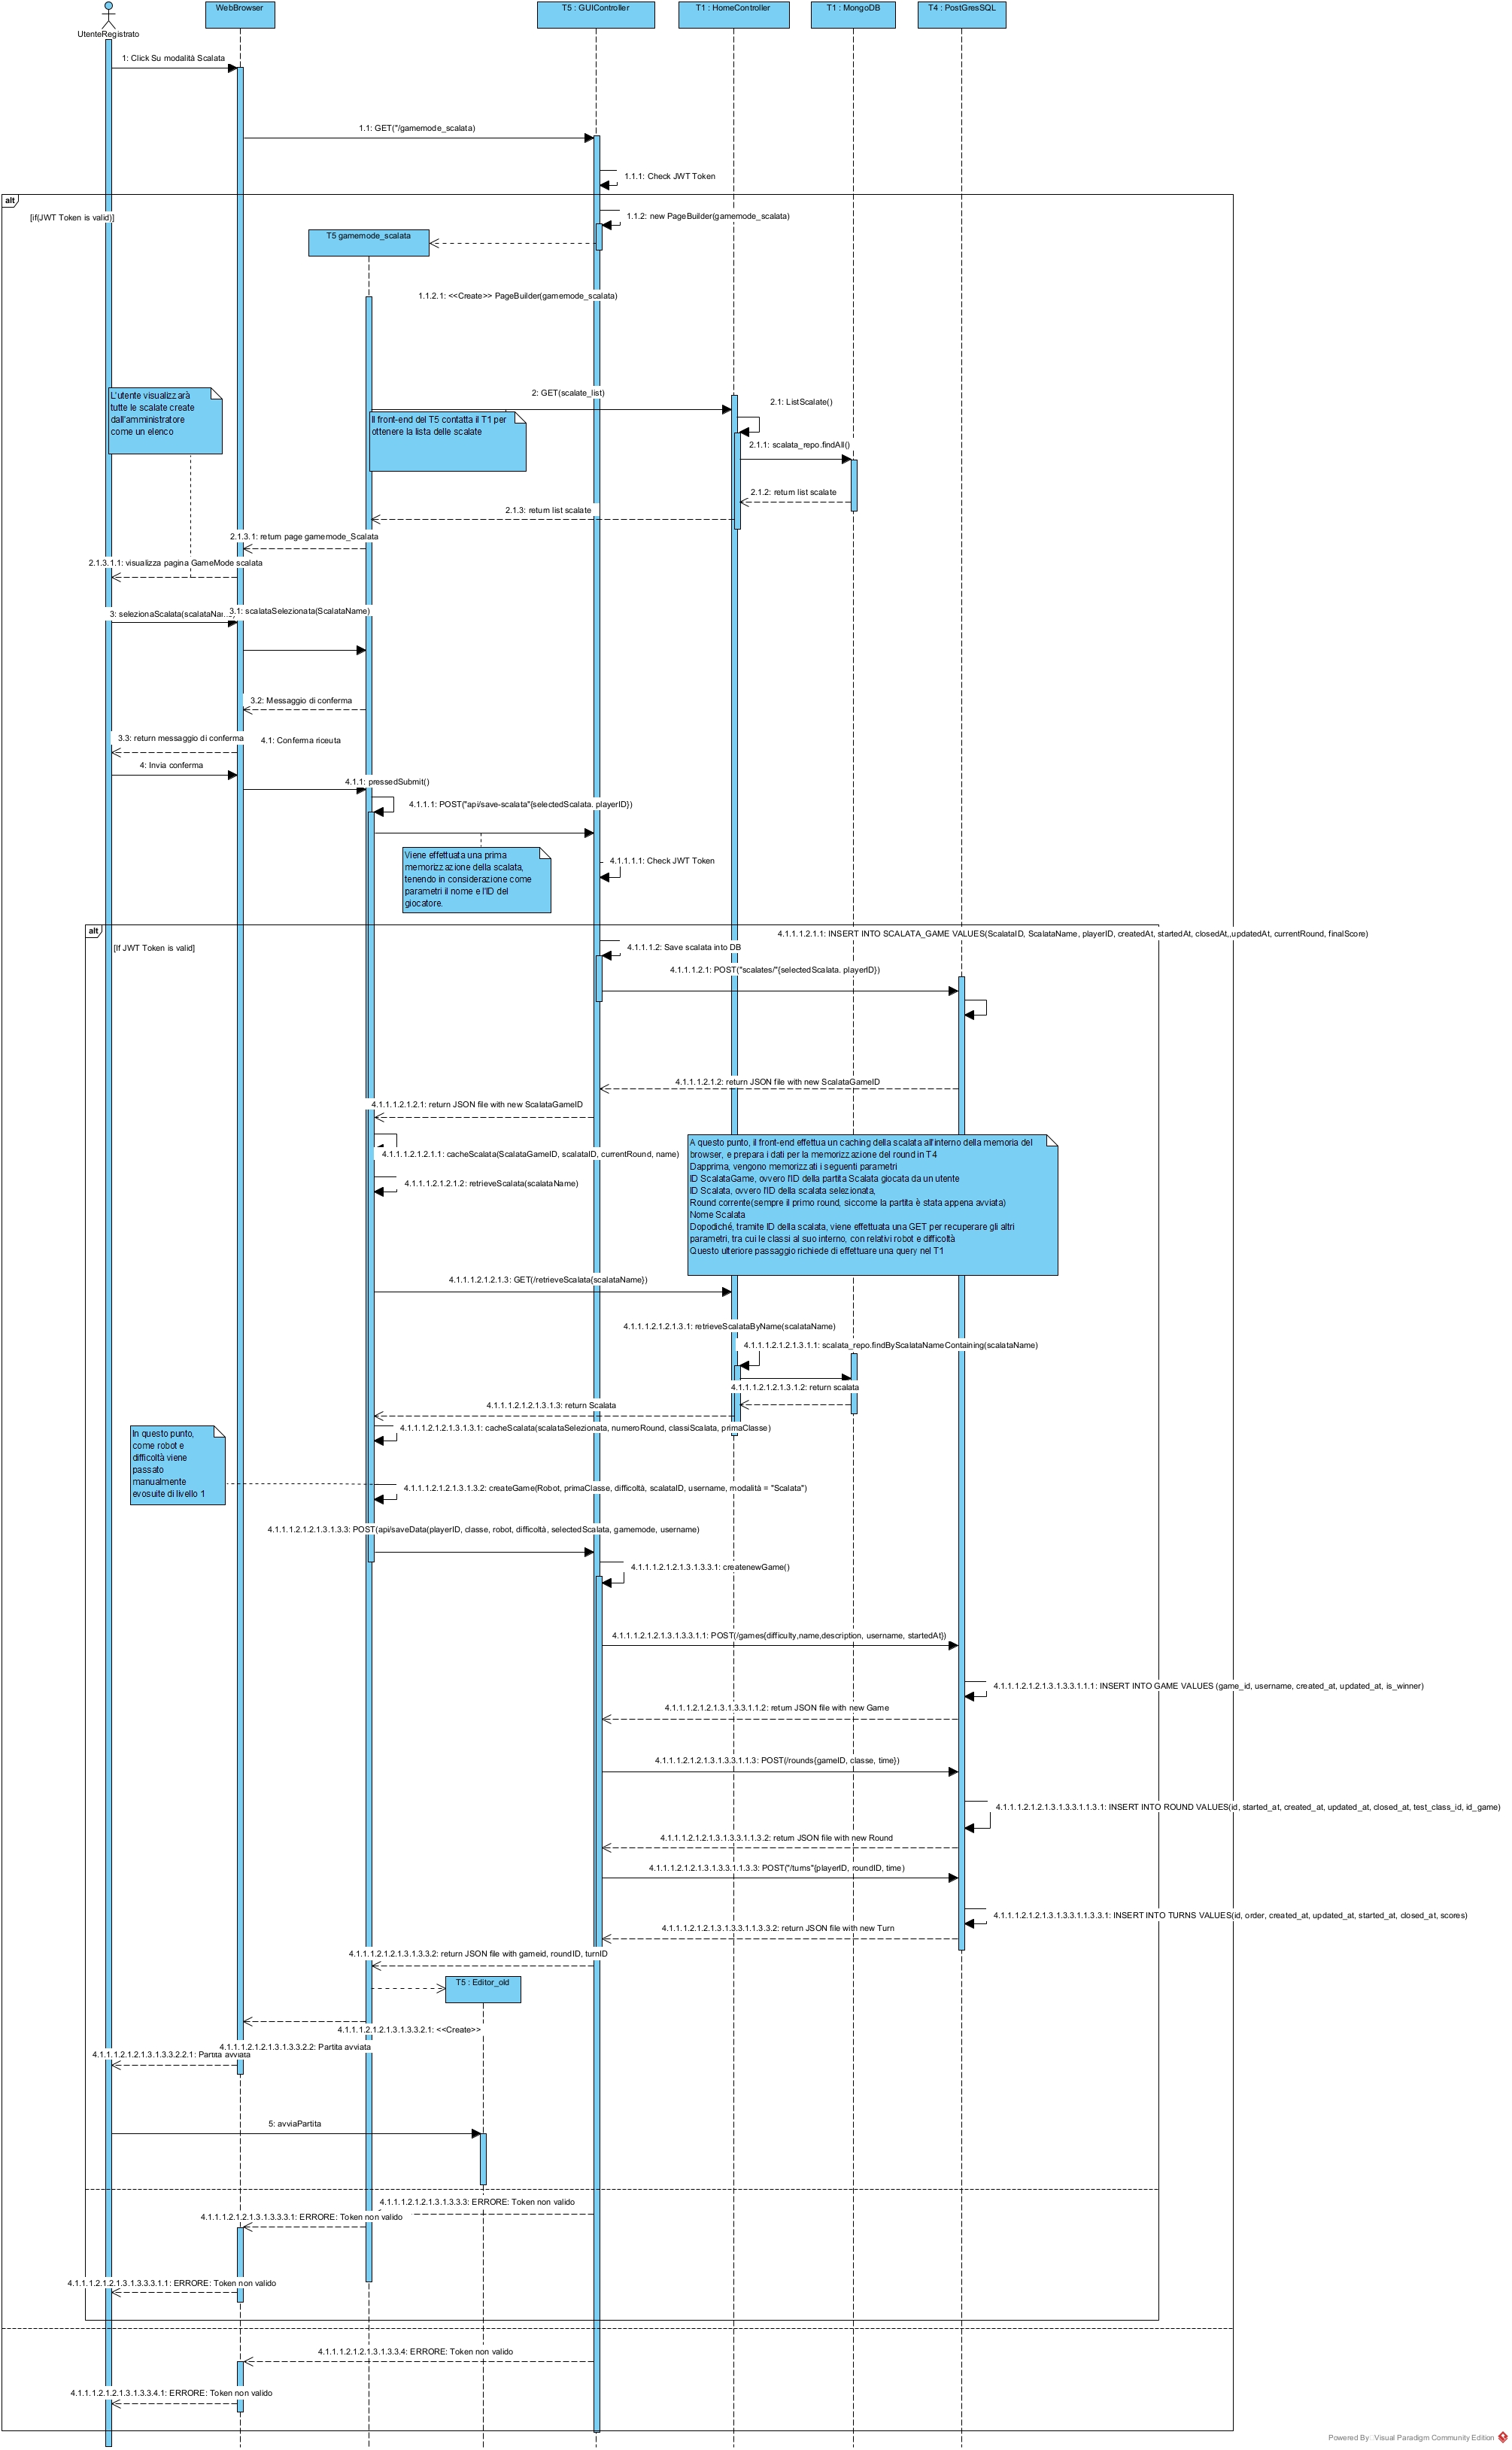 UtenteRegistrato
WebBrowser
T5 : GUIController
T1 : HomeController
T1 : MongoDB
T4 : PostGresSQL
1: Click Su modalità Scalata
1.1: GET("/gamemode_scalata)
1.1.1: Check JWT Token
alt
[if(JWT Token is valid)]
1.1.2: new PageBuilder(gamemode_scalata)
T5 gamemode_scalata
1.1.2.1: <<Create>> PageBuilder(gamemode_scalata)
L'utente visualizzarà
tutte le scalate create
dall'amministratore
come un elenco
2: GET(scalate_list)
Il front-end del T5 contatta il T1 per
ottenere la lista delle scalate
2.1: ListScalate()
2.1.1: scalata_repo.findAll()
2.1.2: return list scalate
2.1.3: return list scalate
2.1.3.1: return page gamemode_Scalata
2.1.3.1.1: visualizza pagina GameMode scalata
3: selezionaScalata(scalataName)
3.1: scalataSelezionata(ScalataName)
3.2: Messaggio di conferma
3.3: return messaggio di conferma
4.1: Conferma riceuta
4: Invia conferma
4.1.1: pressedSubmit()
4.1.1.1: POST("api/save-scalata"{selectedScalata. playerID})
Viene effettuata una prima
memorizzazione della scalata,
tenendo in considerazione come
parametri il nome e l'ID del
giocatore.
4.1.1.1.1: Check JWT Token
alt
[If JWT Token is valid]
4.1.1.1.2.1.1: INSERT INTO SCALATA_GAME VALUES(ScalataID, ScalataName, playerID, createdAt, startedAt, closedAt,,updatedAt, currentRound, finalScore)
4.1.1.1.2: Save scalata into DB
4.1.1.1.2.1: POST("scalates/"{selectedScalata. playerID})
4.1.1.1.2.1.2: return JSON file with new ScalataGameID
4.1.1.1.2.1.2.1: return JSON file with new ScalataGameID
4.1.1.1.2.1.2.1.1: cacheScalata(ScalataGameID, scalataID, currentRound, name)
4.1.1.1.2.1.2.1.2: retrieveScalata(scalataName)
A questo punto, il front-end effettua un caching della scalata all'interno della memoria del
browser, e prepara i dati per la memorizzazione del round in T4
Dapprima, vengono memorizzati i seguenti parametri
ID ScalataGame, ovvero l'ID della partita Scalata giocata da un utente
ID Scalata, ovvero l'ID della scalata selezionata,
Round corrente(sempre il primo round, siccome la partita è stata appena avviata)
Nome Scalata
Dopodiché, tramite ID della scalata, viene effettuata una GET per recuperare gli altri
parametri, tra cui le classi al suo interno, con relativi robot e difficoltà
Questo ulteriore passaggio richiede di effettuare una query nel T1
4.1.1.1.2.1.2.1.3: GET(/retrieveScalata{scalataName})
4.1.1.1.2.1.2.1.3.1: retrieveScalataByName(scalataName)
4.1.1.1.2.1.2.1.3.1.1: scalata_repo.findByScalataNameContaining(scalataName)
4.1.1.1.2.1.2.1.3.1.2: return scalata
4.1.1.1.2.1.2.1.3.1.3: return Scalata
4.1.1.1.2.1.2.1.3.1.3.1: cacheScalata(scalataSelezionata, numeroRound, classiScalata, primaClasse)
In questo punto,
come robot e
difficoltà viene
passato
manualmente
evosuite di livello 1
4.1.1.1.2.1.2.1.3.1.3.2: createGame(Robot, primaClasse, difficoltà, scalataID, username, modalità = "Scalata")
4.1.1.1.2.1.2.1.3.1.3.3: POST(api/saveData(playerID, classe, robot, difficoltà, selectedScalata, gamemode, username)
4.1.1.1.2.1.2.1.3.1.3.3.1: createnewGame()
4.1.1.1.2.1.2.1.3.1.3.3.1.1: POST(/games{difficulty,name,description, username, startedAt})
4.1.1.1.2.1.2.1.3.1.3.3.1.1.1: INSERT INTO GAME VALUES (game_id, username, created_at, updated_at, is_winner)
4.1.1.1.2.1.2.1.3.1.3.3.1.1.2: return JSON file with new Game
4.1.1.1.2.1.2.1.3.1.3.3.1.1.3: POST(/rounds{gameID, classe, time})
4.1.1.1.2.1.2.1.3.1.3.3.1.1.3.1: INSERT INTO ROUND VALUES(id, started_at, created_at, updated_at, closed_at, test_class_id, id_game)
4.1.1.1.2.1.2.1.3.1.3.3.1.1.3.2: return JSON file with new Round
4.1.1.1.2.1.2.1.3.1.3.3.1.1.3.3: POST("/turns"{playerID, roundID, time)
4.1.1.1.2.1.2.1.3.1.3.3.1.1.3.3.1: INSERT INTO TURNS VALUES(id, order, created_at, updated_at, started_at, closed_at, scores)
4.1.1.1.2.1.2.1.3.1.3.3.1.1.3.3.2: return JSON file with new Turn
4.1.1.1.2.1.2.1.3.1.3.3.2: return JSON file with gameid, roundID, turnID
T5 : Editor_old
4.1.1.1.2.1.2.1.3.1.3.3.2.1: <<Create>>
4.1.1.1.2.1.2.1.3.1.3.3.2.2: Partita avviata
4.1.1.1.2.1.2.1.3.1.3.3.2.2.1: Partita avviata
5: avviaPartita
4.1.1.1.2.1.2.1.3.1.3.3.3: ERRORE: Token non valido
4.1.1.1.2.1.2.1.3.1.3.3.3.1: ERRORE: Token non valido
4.1.1.1.2.1.2.1.3.1.3.3.3.1.1: ERRORE: Token non valido
4.1.1.1.2.1.2.1.3.1.3.3.4: ERRORE: Token non valido
4.1.1.1.2.1.2.1.3.1.3.3.4.1: ERRORE: Token non valido
Powered By Visual Paradigm Community Edition